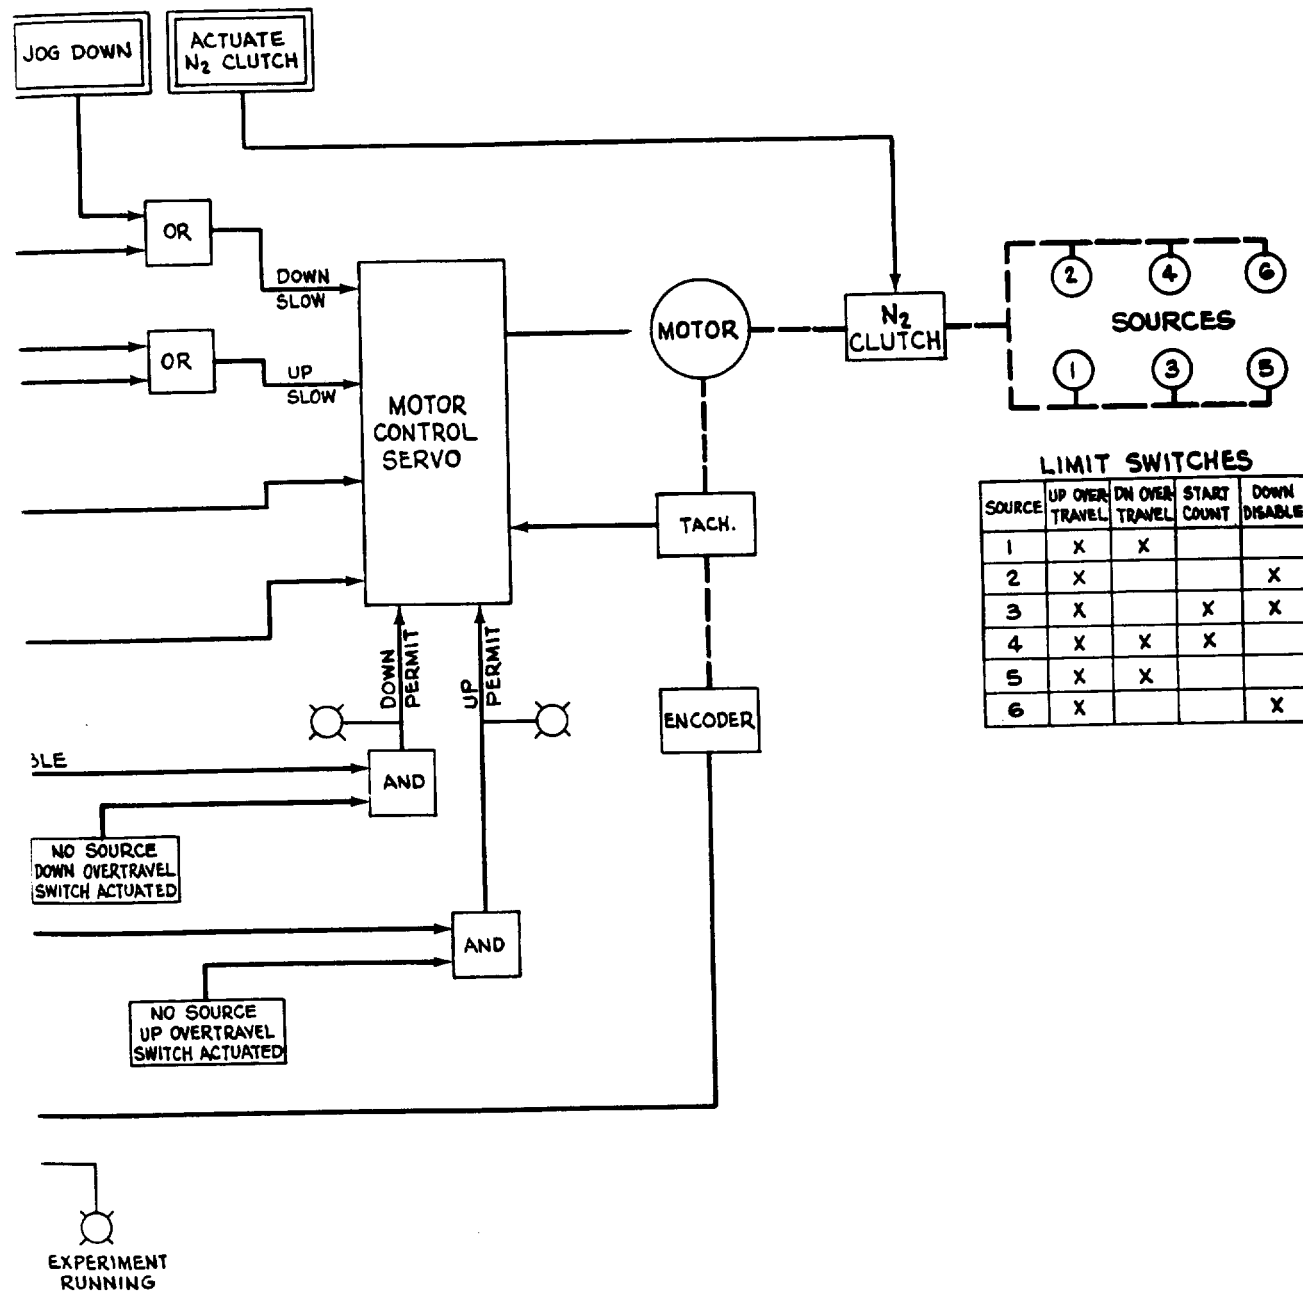 JOG DOWN
ACTUATE
N₂ CLUTCH
OR
DOWN
SLOW
OR
UP
SLOW
MOTOR
CONTROL
SERVO
MOTOR
N₂
CLUTCH
2
4
6
SOURCES
1
3
5
TACH.
ENCODER
LIMIT SWITCHES
SOURCE UP OVER- TRAVEL DN OVER- TRAVEL START COUNT DOWN DISABLE
1 X X
2 X X
3 X X X
4 X X X
5 X X
6 X X
DOWN
PERMIT
UP
PERMIT
BLE
AND
NO SOURCE
DOWN OVERTRAVEL
SWITCH ACTUATED
AND
NO SOURCE
UP OVERTRAVEL
SWITCH ACTUATED
EXPERIMENT
RUNNING